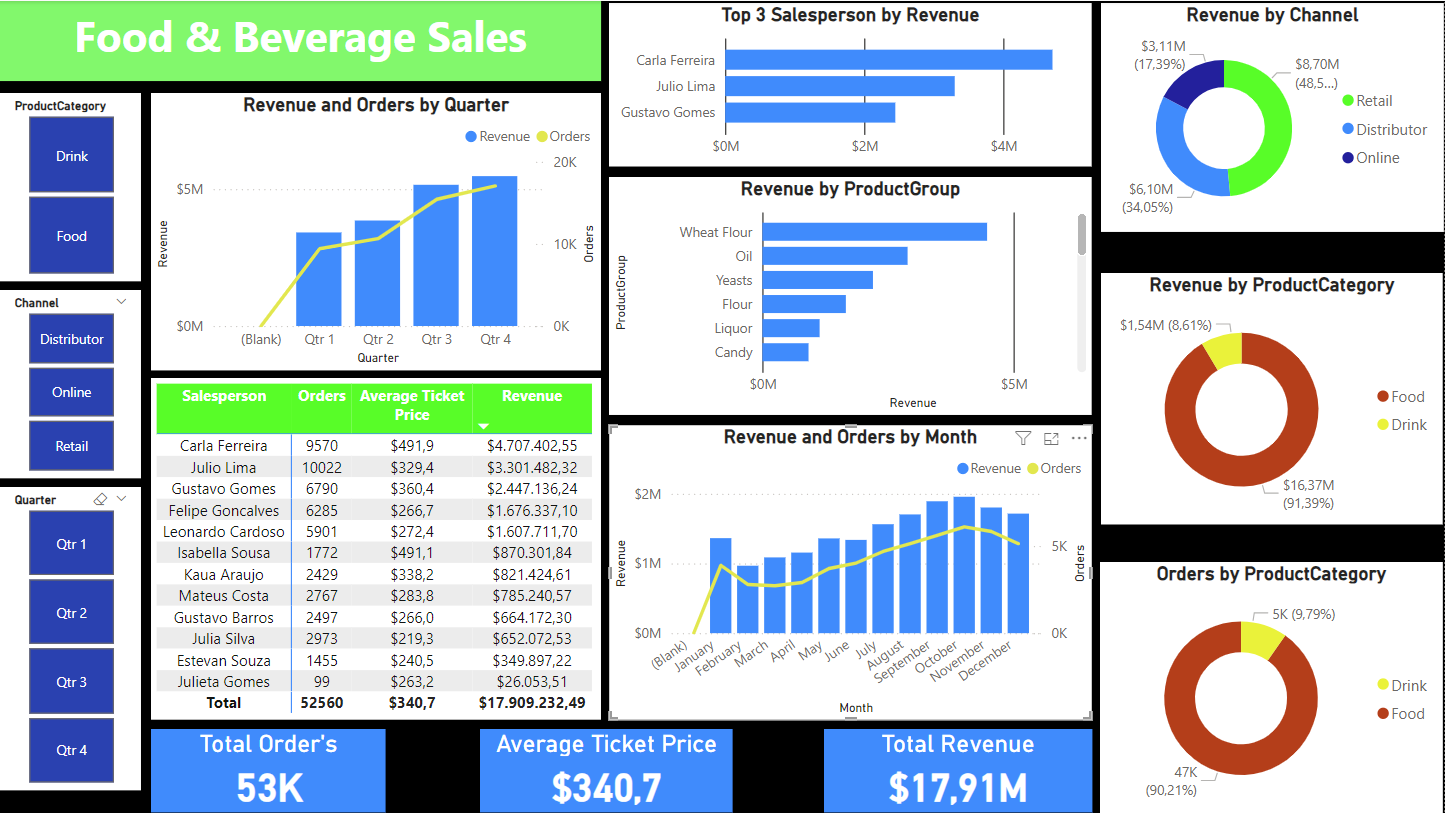 Food & Beverage Sales
ProductCategory
Drink
Food
Channel
Distributor
Online
Retail
Quarter
Qtr 1
Qtr 2
Qtr 3
Qtr 4
Revenue and Orders by Quarter
Revenue Orders
20K
$5M
10K
$0M 0K
Revenue
Orders
(Blank) Qtr 1 Qtr 2 Qtr 3 Qtr 4
Quarter
Salesperson Orders Average Ticket Price Revenue
Carla Ferreira 9570 $491,9 $4.707.402,55
Julio Lima 10022 $329,4 $3.301.482,32
Gustavo Gomes 6790 $360,4 $2.447.136,24
Felipe Goncalves 6285 $266,7 $1.676.337,10
Leonardo Cardoso 5901 $272,4 $1.607.711,70
Isabella Sousa 1772 $491,1 $870.301,84
Kaua Araujo 2429 $338,2 $821.424,61
Mateus Costa 2767 $283,8 $785.240,57
Gustavo Barros 2497 $266,0 $664.172,30
Julia Silva 2973 $219,3 $652.072,53
Estevan Souza 1455 $240,5 $349.897,22
Julieta Gomes 99 $263,2 $26.053,51
Total 52560 $340,7 $17.909.232,49
Top 3 Salesperson by Revenue
Carla Ferreira
Julio Lima
Gustavo Gomes
$0M $2M $4M
Revenue by ProductGroup
ProductGroup
Wheat Flour
Oil
Yeasts
Flour
Liquor
Candy
$0M $5M
Revenue
Revenue and Orders by Month
Revenue Orders
$2M
5K
$1M
$0M 0K
Revenue
Orders
(Blank) January February March April May June July August September October November December
Month
Revenue by Channel
$3,11M
(17,39%)
$8,70M
(48,5...)
Retail
Distributor
Online
$6,10M
(34,05%)
Revenue by ProductCategory
$1,54M (8,61%)
Food
Drink
$16,37M
(91,39%)
Orders by ProductCategory
5K (9,79%)
Drink
Food
47K
(90,21%)
Total Order's
53K
Average Ticket Price
$340,7
Total Revenue
$17,91M